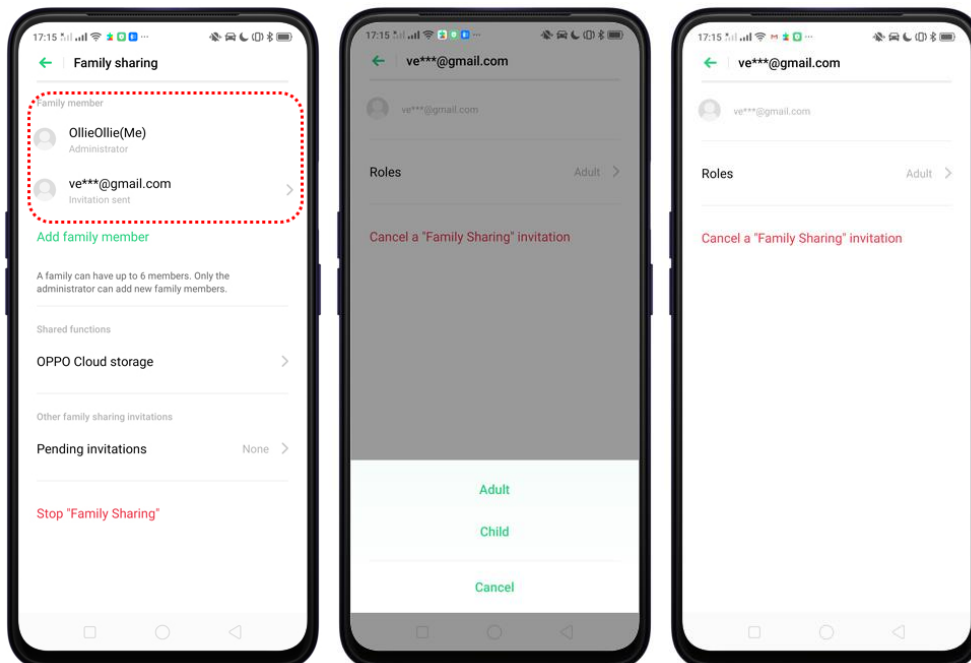 17:15
Family sharing
Family member
OllieOllie(Me)
Administrator
ve***@gmail.com
Invitation sent
Add family member
A family can have up to 6 members. Only the
administrator can add new family members.
Shared functions
OPPO Cloud storage
Other family sharing invitations
Pending invitations None
Stop "Family Sharing"
17:15
ve***@gmail.com
ve***@gmail.com
Roles Adult
Cancel a "Family Sharing" invitation
Adult
Child
Cancel
17:15
ve***@gmail.com
ve***@gmail.com
Roles Adult
Cancel a "Family Sharing" invitation